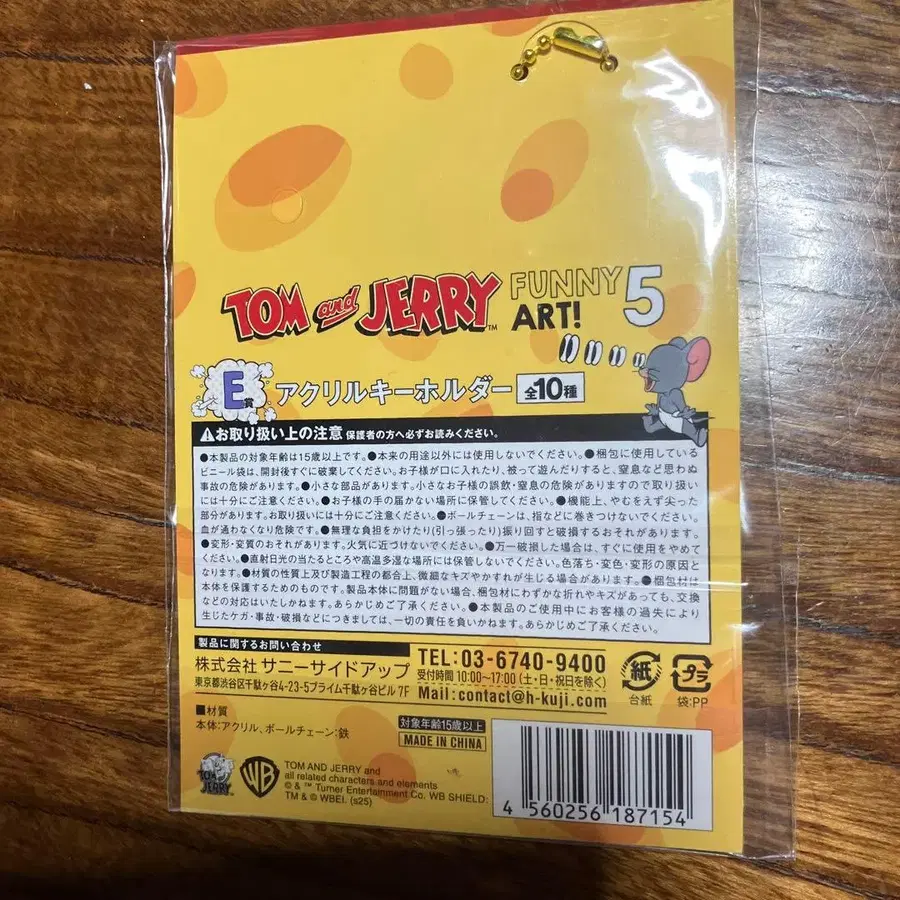 TOM and JERRY™ FUNNY ART! 5
E賞 アクリルキーホルダー 全10種
お取り扱い上の注意 保護者の方へ必ずお読みください。
●本製品の対象年齢は15歳以上です。●本来の用途以外には使用しないでください。●梱包に使用している
ビニール袋は、開封後すぐに破棄してください。お子様が口に入れたり、被って遊んだりすると、窒息など思わぬ
事故の危険があります。●小さな部品があります。小さなお子様の誤飲・窒息の危険がありますので取り扱い
には十分にご注意ください。●お子様の手の届かない場所に保管してください。●機能上、やむをえず尖った
部分があります。お取り扱いには十分にご注意ください。●ボールチェーンは、指などに巻きつけないでください。
血が通わなくなり危険です。●無理な負担をかけたり(引っ張ったり)振り回すと破損するおそれがあります。
●変形・変質のおそれがあります。火気に近づけないでください。●万一破損した場合は、すぐに使用をやめて
ください。●直射日光の当たるところや高温多湿な場所には保管しないでください。色落ち・変色・変形の原因と
なります。●材質の性質上及び製造工程の都合上、微細なキズやかすれが生じる場合があります。●梱包材は
本体を保護するためのものです。製品本体に問題がない場合、梱包材にわずかな折れやキズがあっても、交換
などの対応はいたしかねます。あらかじめご了承ください。●本製品のご使用中にお客様の過失により
生じたケガ・事故・破損などにつきましては、一切の責任を負いかねます。あらかじめご了承ください。
製品に関するお問い合わせ
株式会社 サニーサイドアップ
東京都渋谷区千駄ヶ谷4-23-5プライム千駄ヶ谷ビル 7F
TEL:03-6740-9400
受付時間 10:00~17:00 (土・日・祝日を除く)
Mail:contact@h-kuji.com
紙
台紙
プラ
袋:PP
■材質
本体:アクリル、ボールチェーン:鉄
対象年齢15歳以上
MADE IN CHINA
TOM and JERRY
WB
TOM AND JERRY and
all related characters and elements
© & ™ Turner Entertainment Co. WB SHIELD:
TM & © WBEI. (s25)
4 560256 187154